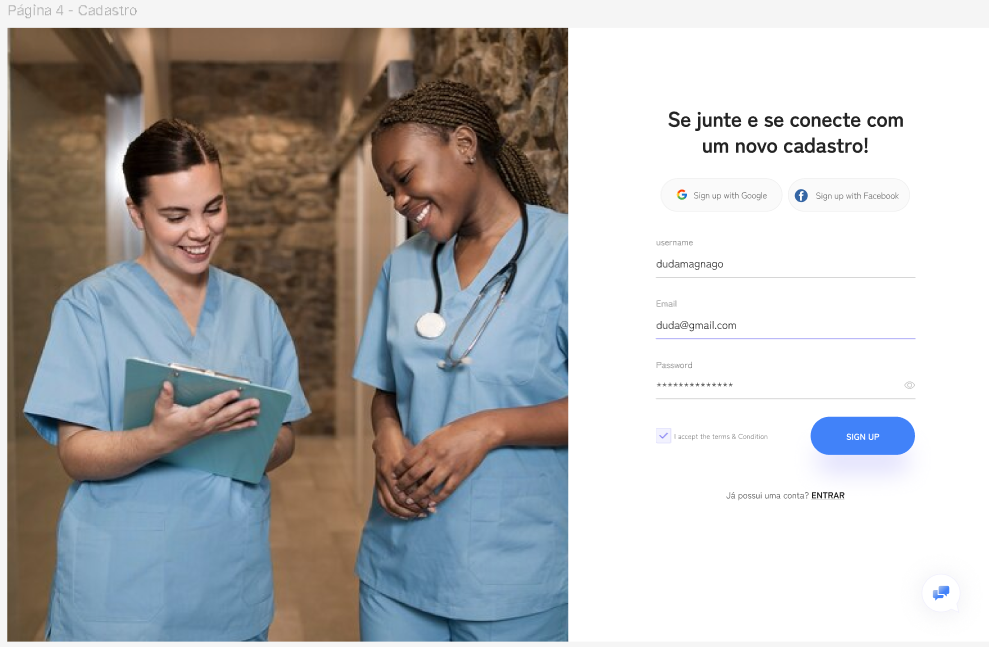 Página 4 - Cadastro
Se junte e se conecte com
um novo cadastro!
Sign up with Google
Sign up with Facebook
username
dudamagnago
Email
duda@gmail.com
Password
**************
I accept the terms & Condition
SIGN UP
Já possui uma conta? ENTRAR